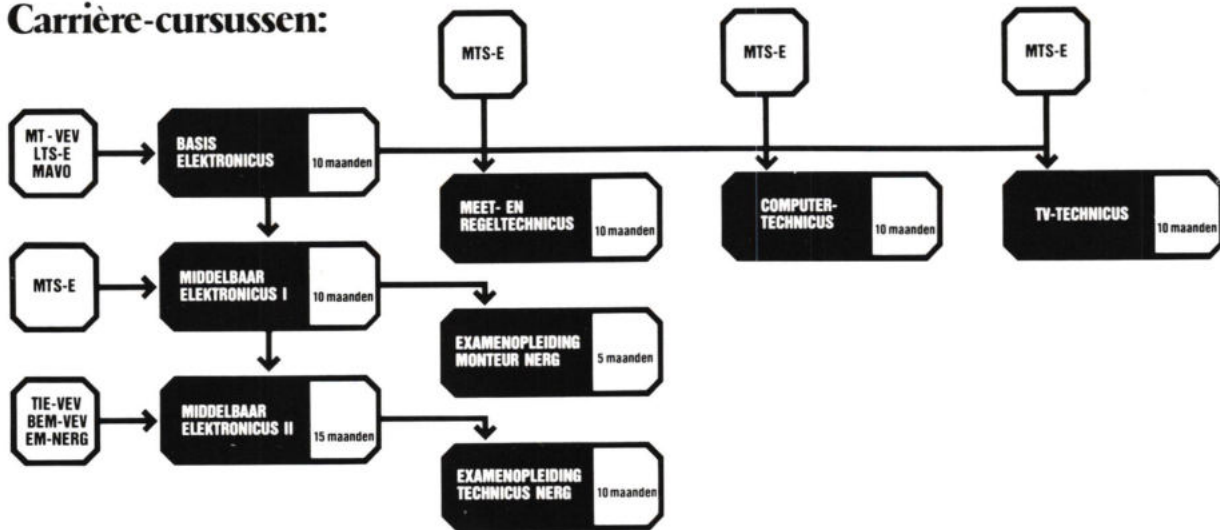 Carrière-cursussen:
MTS-E
MTS-E
MTS-E
MT - VEV
LTS-E
MAVO
BASIS
ELEKTRONICUS
10 maanden
MEET- EN
REGELTECHNICUS
10 maanden
COMPUTER-
TECHNICUS
10 maanden
TV-TECHNICUS
10 maanden
MTS-E
MIDDELBAAR
ELEKTRONICUS I
10 maanden
EXAMENOPLEIDING
MONTEUR NERG
5 maanden
TIE-VEV
BEM-VEV
EM-NERG
MIDDELBAAR
ELEKTRONICUS II
15 maanden
EXAMENOPLEIDING
TECHNICUS NERG
10 maanden